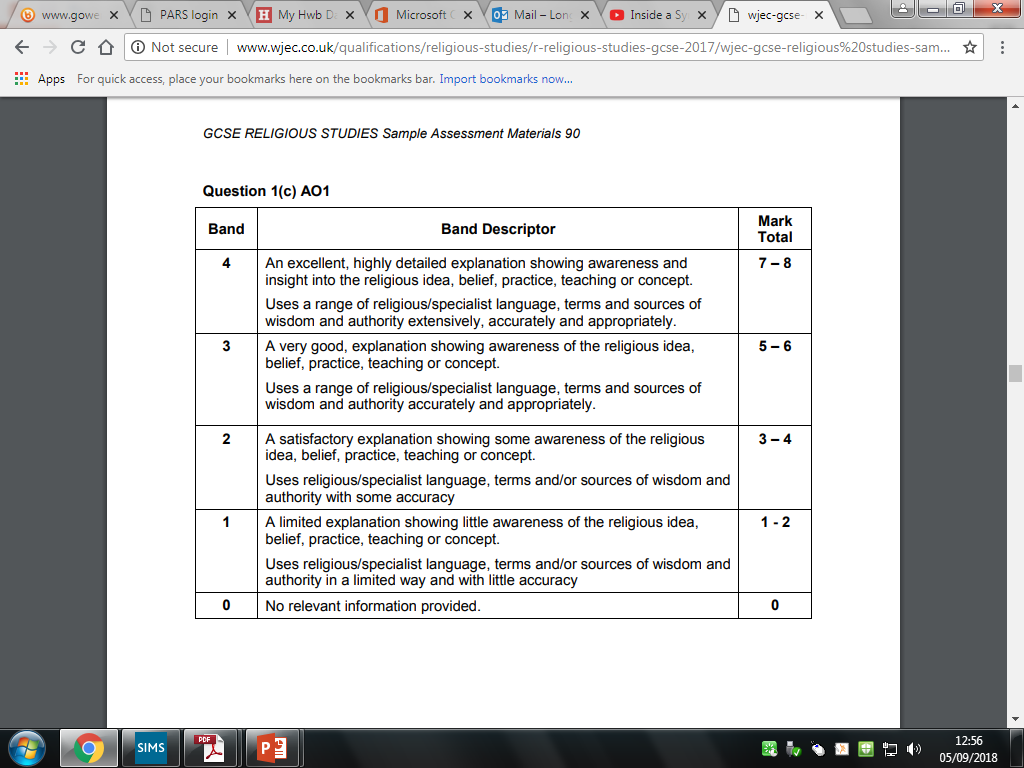 www.gowe
PARS login
My Hwb D
Microsoft
Mail – Lon
Inside a Sy
wjec-gcse-
Not secure
www.wjec.co.uk/qualifications/religious-studies/r-religious-studies-gcse-2017/wjec-gcse-religious%20studies-sam...
Apps For quick access, place your bookmarks here on the bookmarks bar. Import bookmarks now...
GCSE RELIGIOUS STUDIES Sample Assessment Materials 90
Question 1(c) AO1
Band
Band Descriptor
Mark
Total
4
An excellent, highly detailed explanation showing awareness and
insight into the religious idea, belief, practice, teaching or concept.
Uses a range of religious/specialist language, terms and sources of
wisdom and authority extensively, accurately and appropriately.
7 – 8
3
A very good, explanation showing awareness of the religious idea,
belief, practice, teaching or concept.
Uses a range of religious/specialist language, terms and sources of
wisdom and authority accurately and appropriately.
5 – 6
2
A satisfactory explanation showing some awareness of the religious
idea, belief, practice, teaching or concept.
Uses religious/specialist language, terms and/or sources of wisdom and
authority with some accuracy
3 – 4
1
A limited explanation showing little awareness of the religious idea,
belief, practice, teaching or concept.
Uses religious/specialist language, terms and/or sources of wisdom and
authority in a limited way and with little accuracy
1 - 2
0
No relevant information provided.
0
SIMS
PDF
12:56
05/09/2018